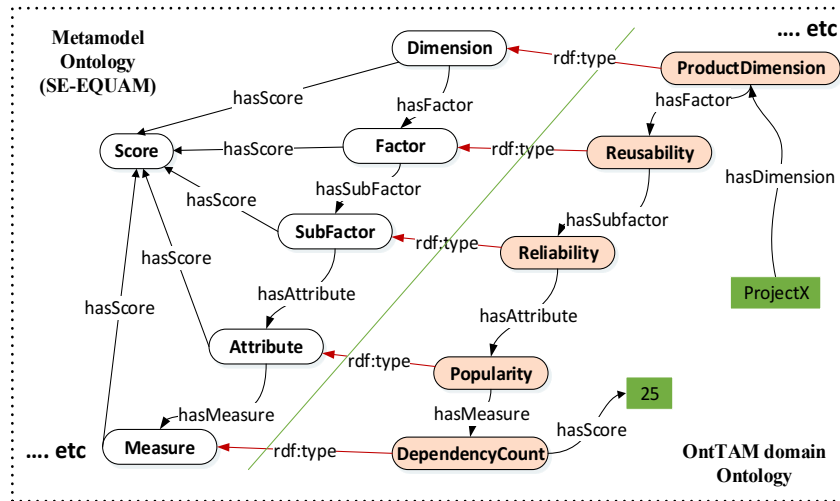 .... etc
Metamodel
Ontology
(SE-EQUAM)
Dimension
rdf:type
ProductDimension
hasScore
hasFactor
hasFactor
Score
hasScore
Factor
rdf:type
Reusability
hasSubFactor
hasDimension
hasScore
SubFactor
rdf:type
hasSubfactor
Reliability
hasScore
hasAttribute
ProjectX
hasScore
hasAttribute
Attribute
rdf:type
Popularity
25
hasMeasure
hasMeasure
hasScore
.... etc
Measure
rdf:type
DependencyCount
OntTAM domain
Ontology